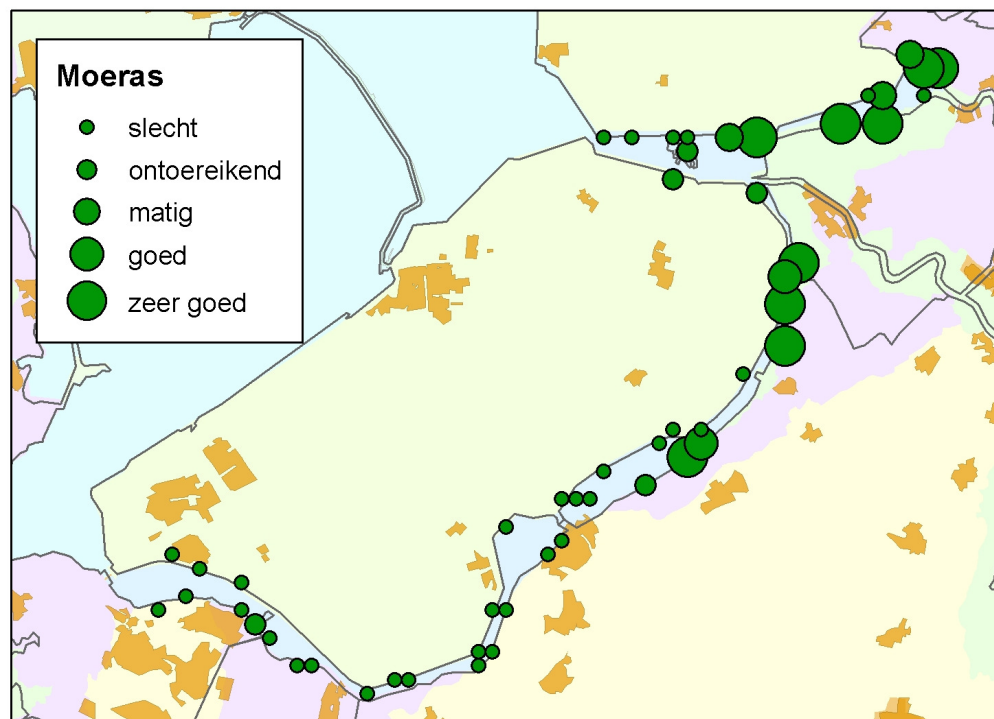 Moeras
slecht
ontoereikend
matig
goed
zeer goed